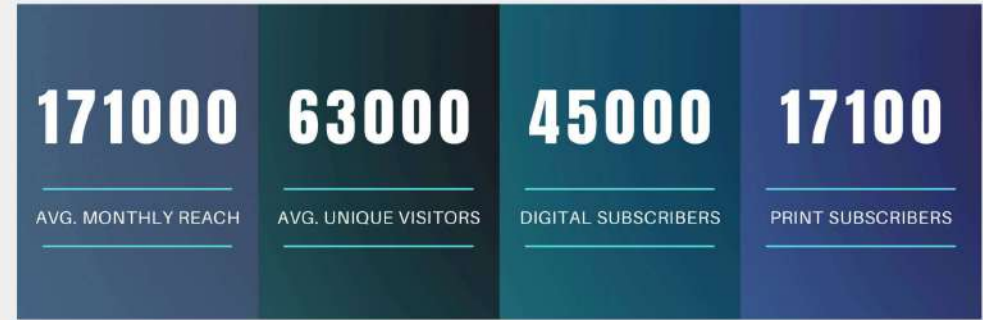 171000
AVG. MONTHLY REACH
63000
AVG. UNIQUE VISITORS
45000
DIGITAL SUBSCRIBERS
17100
PRINT SUBSCRIBERS